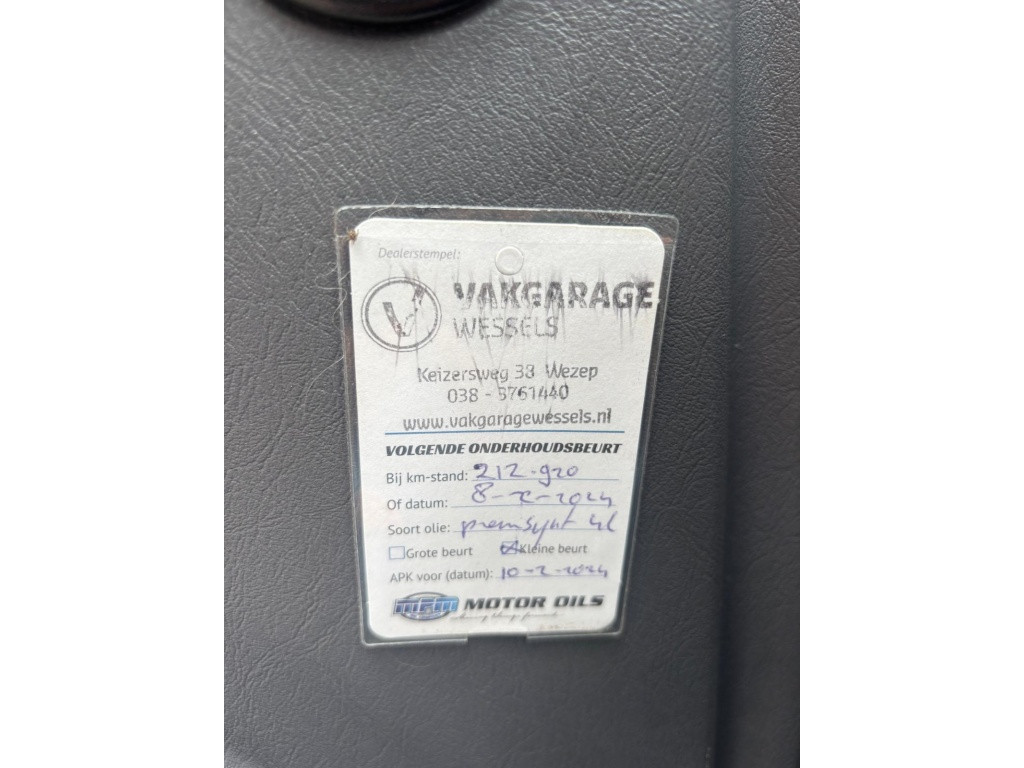 Dealerstempel:
VAKGARAGE
WESSELS
Keizersweg 38 Wezep
038 - 3761440
www.vakgaragewessels.nl
VOLGENDE ONDERHOUDSBEURT
Bij km-stand: 212-920
Of datum: 8-2-2024
Soort olie: premsynt 4l
Grote beurt Kleine beurt
APK voor (datum): 10-2-2024
MPM MOTOR OILS